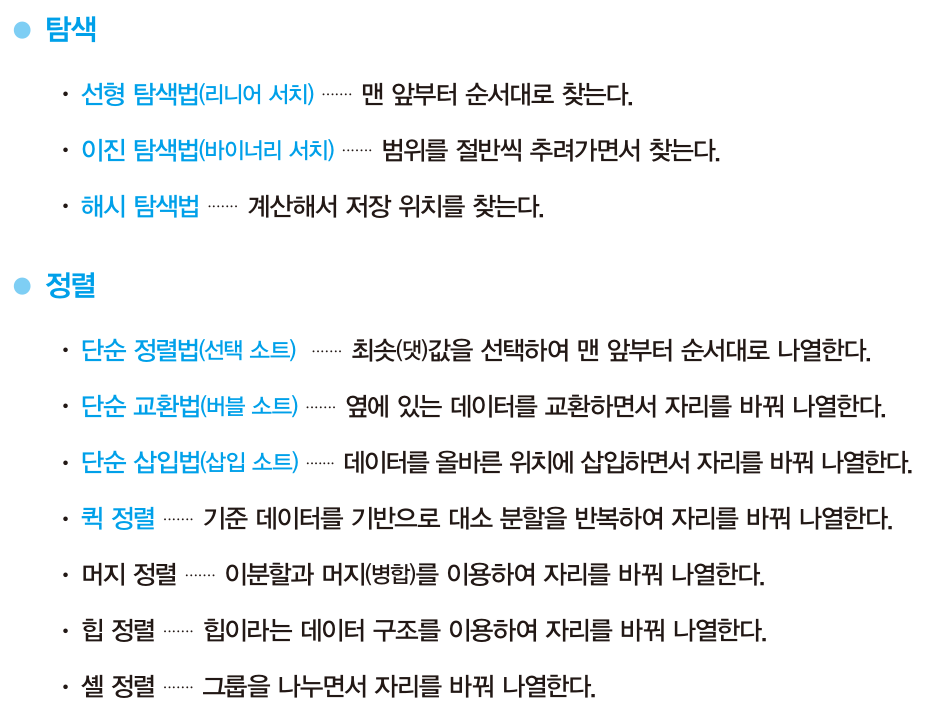 ● 탐색
· 선형 탐색법(리니어 서치) ······· 맨 앞부터 순서대로 찾는다.
· 이진 탐색법(바이너리 서치) ······· 범위를 절반씩 추려가면서 찾는다.
· 해시 탐색법 ······· 계산해서 저장 위치를 찾는다.
● 정렬
· 단순 정렬법(선택 소트) ······· 최솟(댓)값을 선택하여 맨 앞부터 순서대로 나열한다.
· 단순 교환법(버블 소트) ······· 옆에 있는 데이터를 교환하면서 자리를 바꿔 나열한다.
· 단순 삽입법(삽입 소트) ······· 데이터를 올바른 위치에 삽입하면서 자리를 바꿔 나열한다.
· 퀵 정렬 ······· 기준 데이터를 기반으로 대소 분할을 반복하여 자리를 바꿔 나열한다.
· 머지 정렬 ······· 이분할과 머지(병합)를 이용하여 자리를 바꿔 나열한다.
· 힙 정렬 ······· 힙이라는 데이터 구조를 이용하여 자리를 바꿔 나열한다.
· 셸 정렬 ······· 그룹을 나누면서 자리를 바꿔 나열한다.